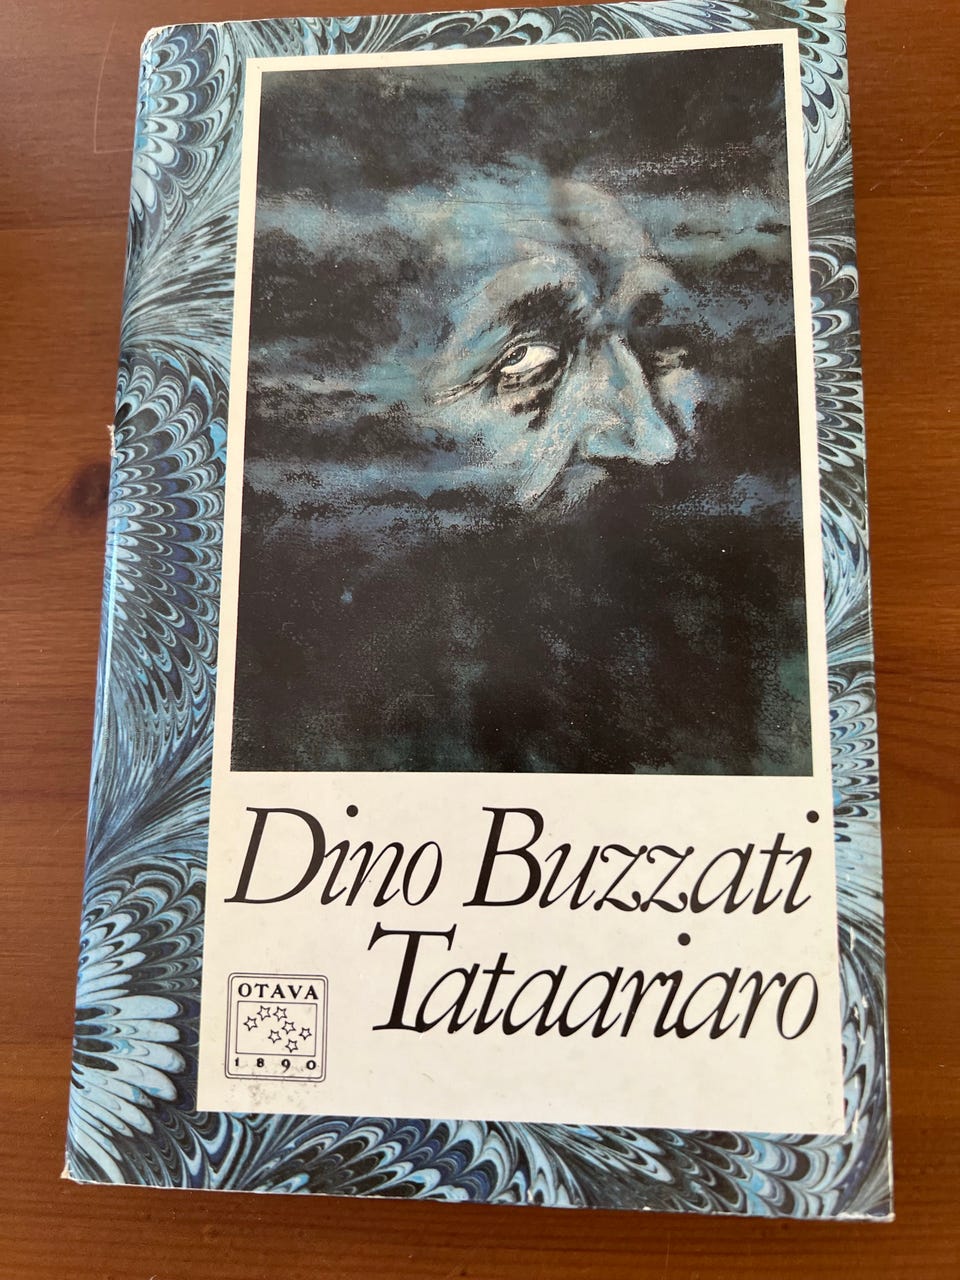 Dino Buzzati
Tataariaro
OTAVA
1890